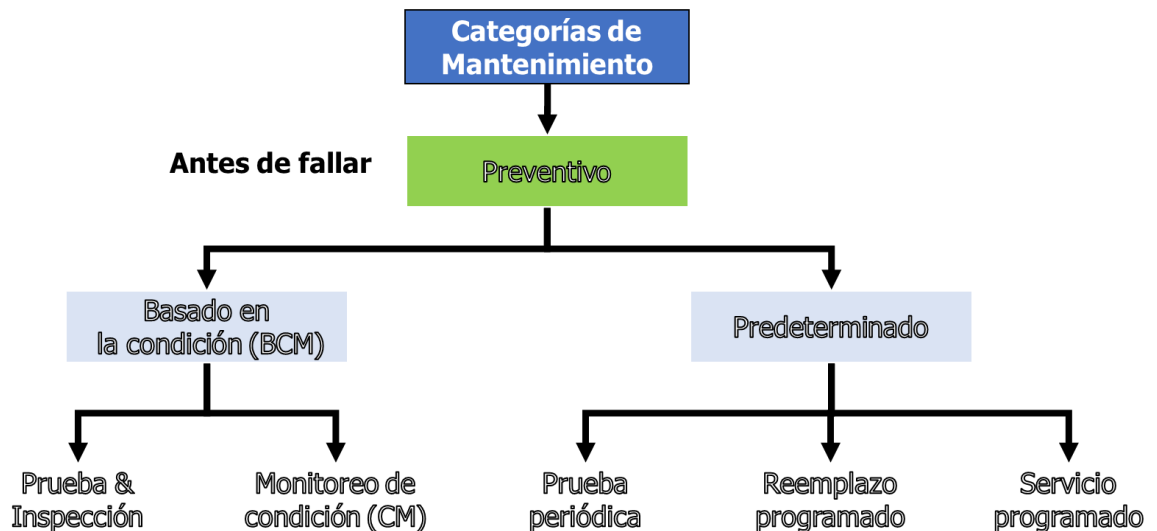 Categorías de
Mantenimiento
Antes de fallar
Preventivo
Basado en
la condición (BCM)
Predeterminado
Prueba &
Inspección
Monitoreo de
condición (CM)
Prueba
periódica
Reemplazo
programado
Servicio
programado